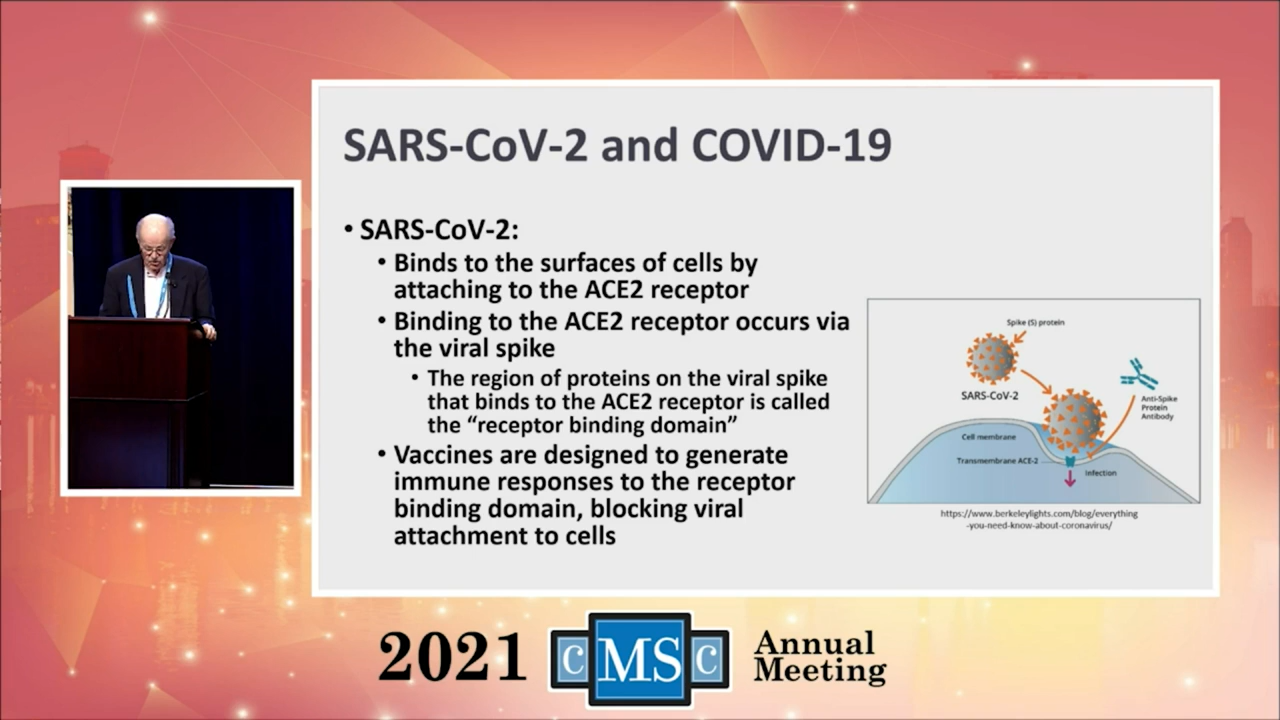 SARS-CoV-2 and COVID-19
• SARS-CoV-2:
• Binds to the surfaces of cells by
attaching to the ACE2 receptor
• Binding to the ACE2 receptor occurs via
the viral spike
• The region of proteins on the viral spike
that binds to the ACE2 receptor is called
the “receptor binding domain”
• Vaccines are designed to generate
immune responses to the receptor
binding domain, blocking viral
attachment to cells
Spike (S) protein
SARS-CoV-2
Anti-Spike
Protein
Antibody
Cell membrane
Transmembrane ACE-2
Infection
https://www.berkeleylights.com/blog/everything
-you-need-know-about-coronavirus/
2021
CMSC
Annual
Meeting